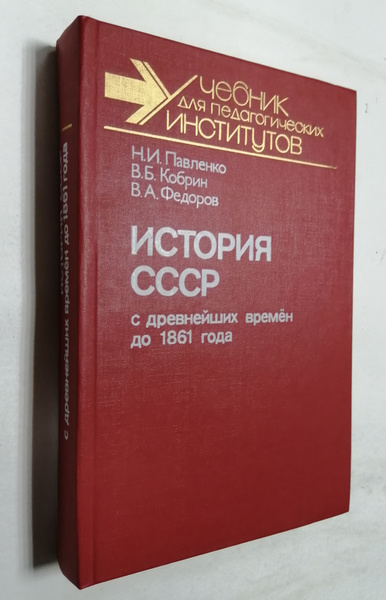 Учебник
для педагогических
ИНСТИТУТОВ
Н.И. Павленко
В.Б. Кобрин
В.А. Федоров
ИСТОРИЯ
СССР
с древнейших времён
до 1861 года
с древнейших времён до 1861 года